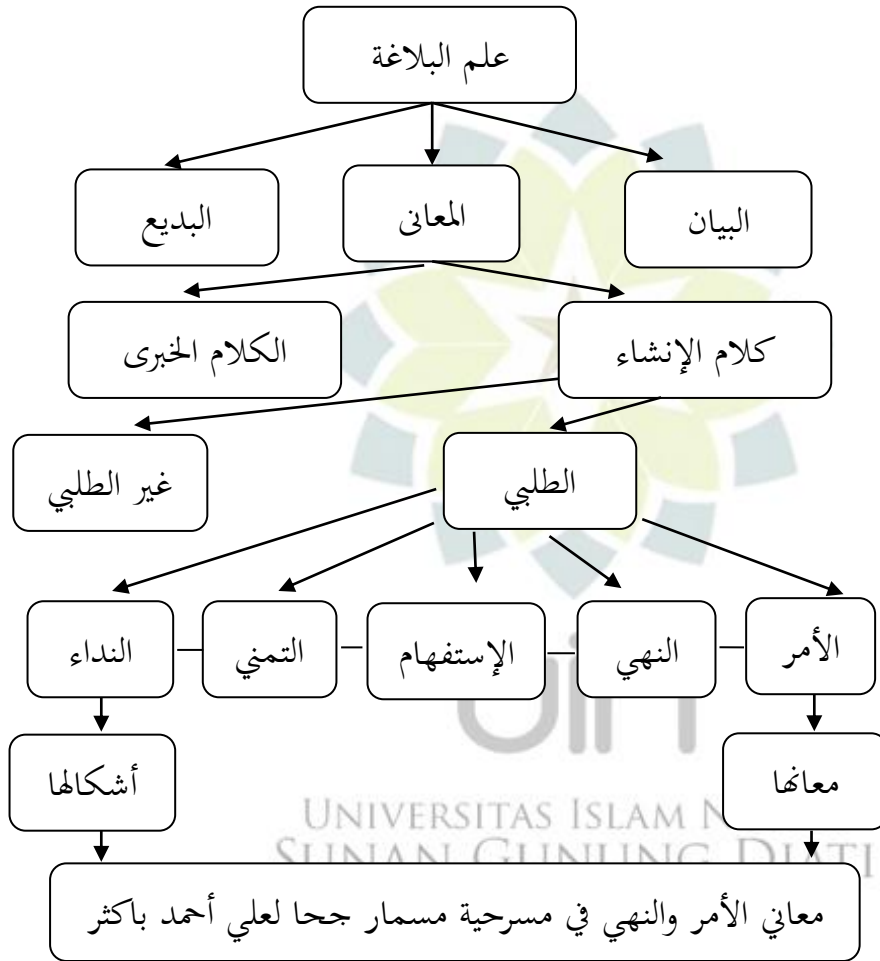 علم البلاغة
البيان
المعانى
البديع
كلام الإنشاء
الكلام الخبرى
الطلبي
غير الطلبي
الأمر
النهي
الإستفهام
التمني
النداء
معانها
أشكالها
UIN
UNIVERSITAS ISLAM N
SUNAN GUNUNG DJATI
معاني الأمر والنهي في مسرحية مسمار جحا لعلي أحمد باكثر